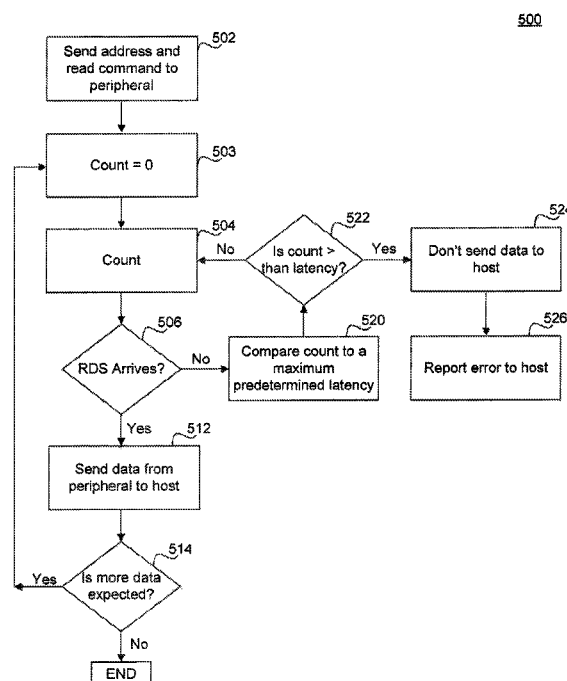 500
502
Send address and
read command to
peripheral
503
Count = 0
504
Count
522
Is count >
than latency?
No
Yes
524
Don't send data to
host
506
RDS Arrives?
No
520
Compare count to a
maximum
predetermined latency
526
Report error to host
Yes
512
Send data from
peripheral to host
514
Is more data
expected?
Yes
No
END